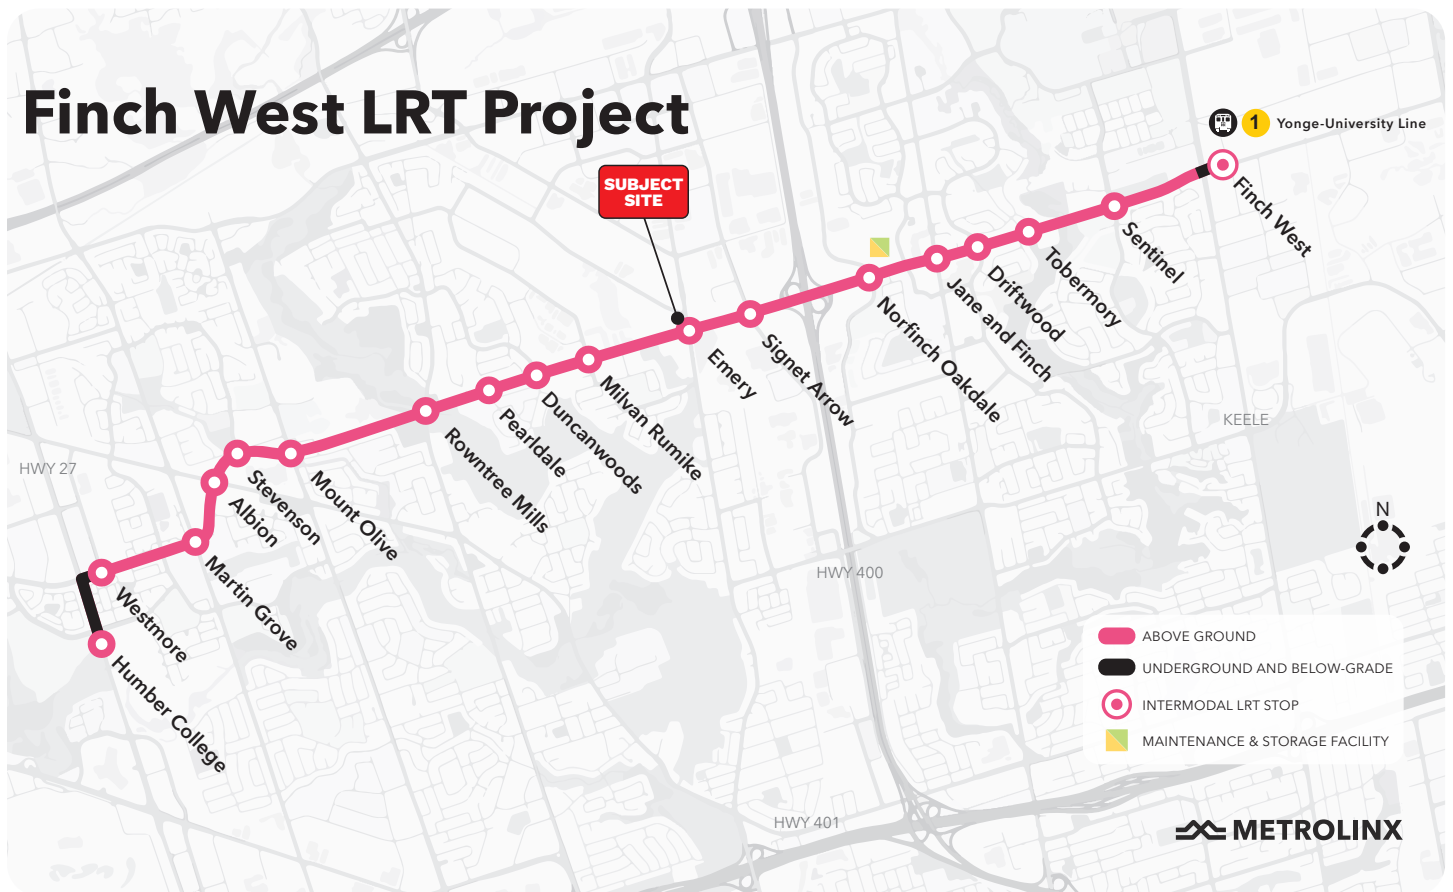 Finch West LRT Project
1 Yonge-University Line
SUBJECT
SITE
Finch West
Sentinel
Tobermory
Driftwood
Jane and Finch
Norfinch Oakdale
Signet Arrow
Emery
Milvan Rumike
Duncanwoods
Pearldale
Rowntree Mills
Mount Olive
Stevenson
Albion
Martin Grove
Westmore
Humber College
KEELE
HWY 27
HWY 400
HWY 401
N
ABOVE GROUND
UNDERGROUND AND BELOW-GRADE
INTERMODAL LRT STOP
MAINTENANCE & STORAGE FACILITY
METROLINX